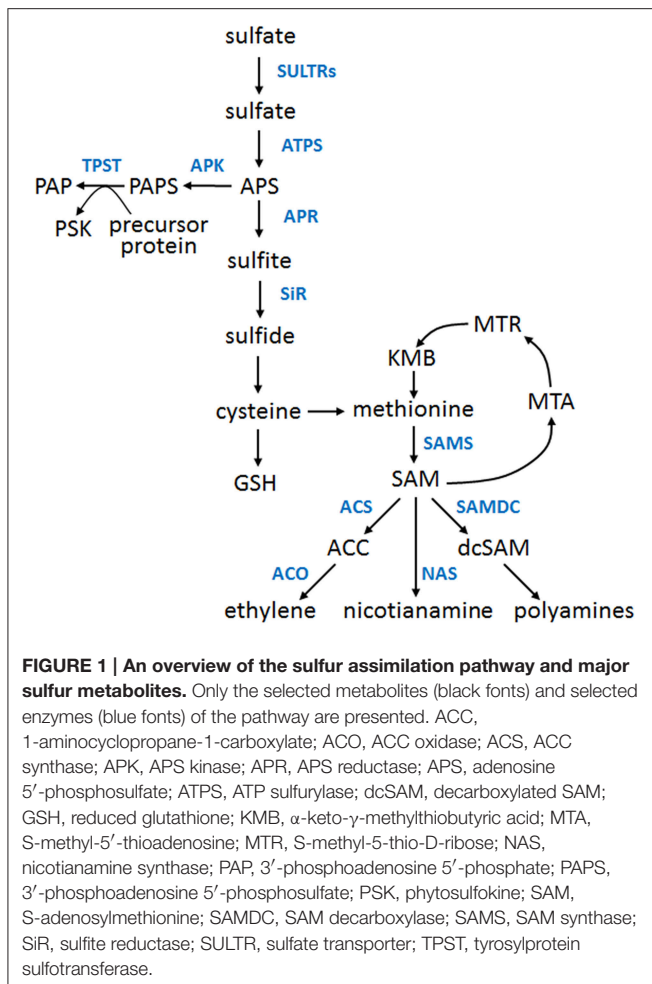 sulfate
SULTRs
sulfate
ATPS
TPST APK
PAP PAPS APS
APR
PSK precursor
protein
sulfite
SiR
MTR
sulfide
KMB
MTA
cysteine methionine
SAMS
GSH SAM
ACS SAMDC
ACC dcSAM
ACO NAS
ethylene nicotianamine polyamines
FIGURE 1 | An overview of the sulfur assimilation pathway and major
sulfur metabolites. Only the selected metabolites (black fonts) and selected
enzymes (blue fonts) of the pathway are presented. ACC,
1-aminocyclopropane-1-carboxylate; ACO, ACC oxidase; ACS, ACC
synthase; APK, APS kinase; APR, APS reductase; APS, adenosine
5′-phosphosulfate; ATPS, ATP sulfurylase; dcSAM, decarboxylated SAM;
GSH, reduced glutathione; KMB, α-keto-γ-methylthiobutyric acid; MTA,
S-methyl-5′-thioadenosine; MTR, S-methyl-5-thio-D-ribose; NAS,
nicotianamine synthase; PAP, 3′-phosphoadenosine 5′-phosphate; PAPS,
3′-phosphoadenosine 5′-phosphosulfate; PSK, phytosulfokine; SAM,
S-adenosylmethionine; SAMDC, SAM decarboxylase; SAMS, SAM synthase;
SiR, sulfite reductase; SULTR, sulfate transporter; TPST, tyrosylprotein
sulfotransferase.